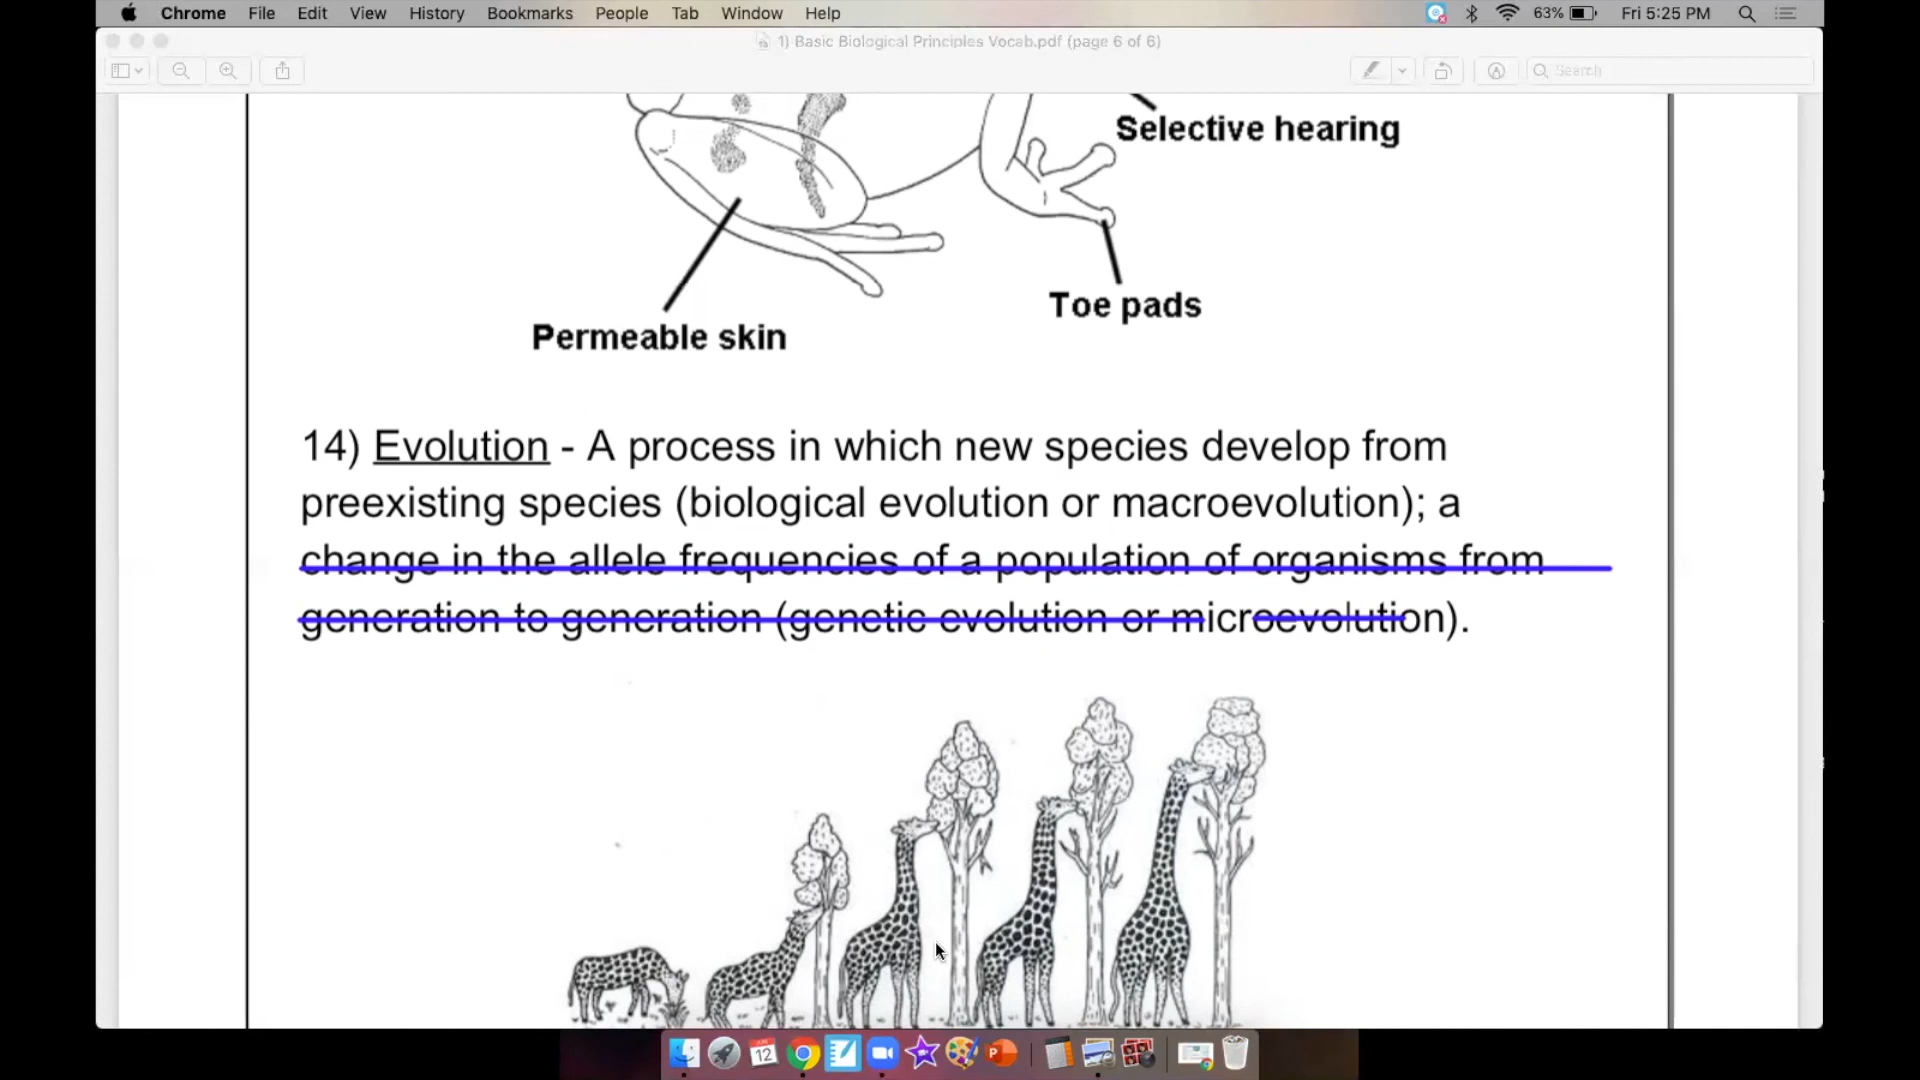 Chrome File Edit View History Bookmarks People Tab Window Help 63% Fri 5:25 PM
1) Basic Biological Principles Vocab.pdf (page 6 of 6)
Search
Selective hearing
Toe pads
Permeable skin
14) Evolution - A process in which new species develop from
preexisting species (biological evolution or macroevolution); a
change in the allele frequencies of a population of organisms from
generation to generation (genetic evolution or microevolution).
12
P